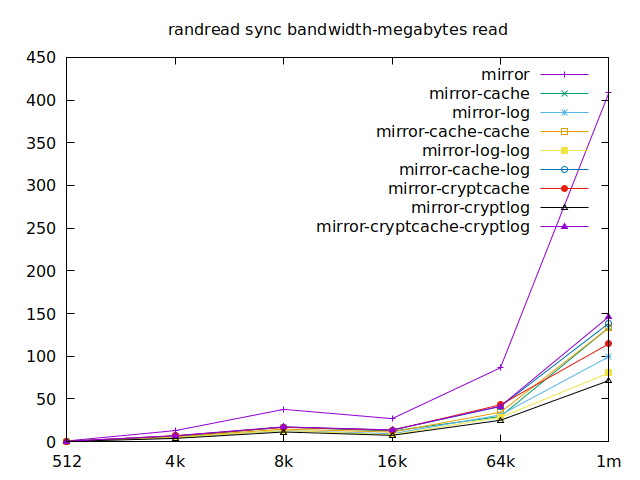 randread sync bandwidth-megabytes read
450
400
350
300
250
200
150
100
50
0
mirror
mirror-cache
mirror-log
mirror-cache-cache
mirror-log-log
mirror-cache-log
mirror-cryptcache
mirror-cryptlog
mirror-cryptcache-cryptlog
512 4k 8k 16k 64k 1m